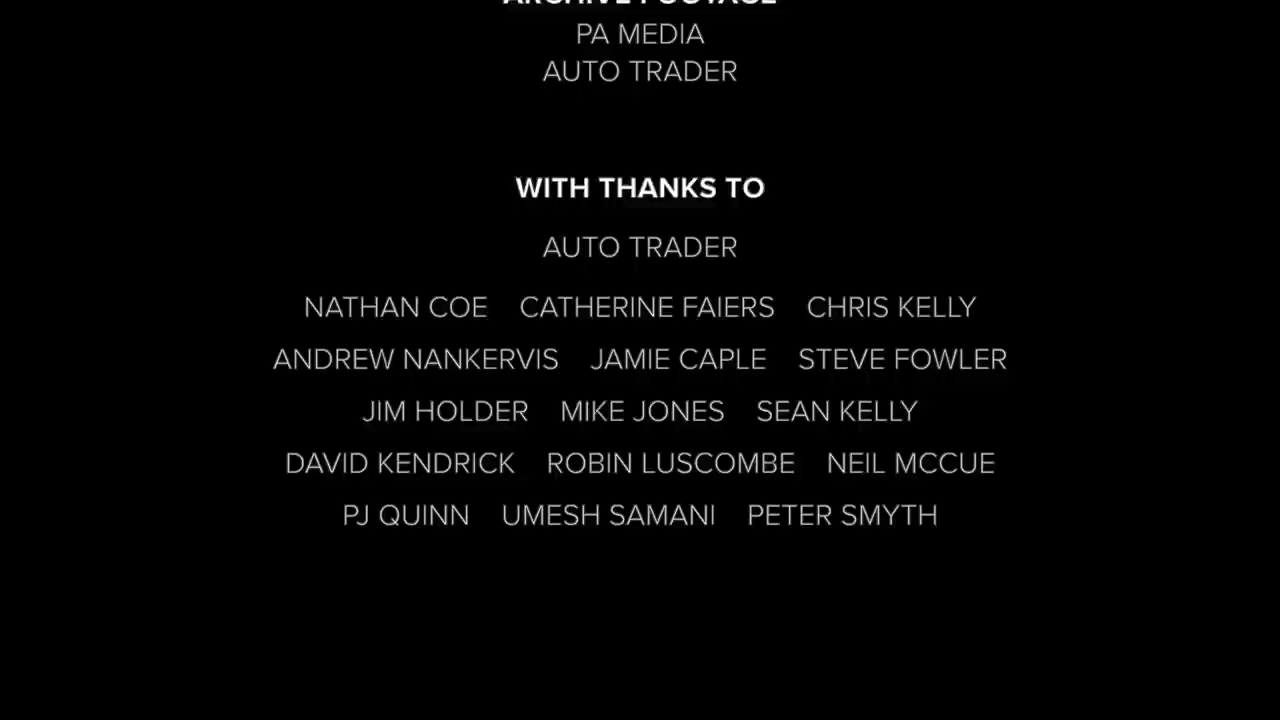 ARCHIVE FOOTAGE
PA MEDIA
AUTO TRADER
WITH THANKS TO
AUTO TRADER
NATHAN COE CATHERINE FAIERS CHRIS KELLY
ANDREW NANKERVIS JAMIE CAPLE STEVE FOWLER
JIM HOLDER MIKE JONES SEAN KELLY
DAVID KENDRICK ROBIN LUSCOMBE NEIL MCCUE
PJ QUINN UMESH SAMANI PETER SMYTH